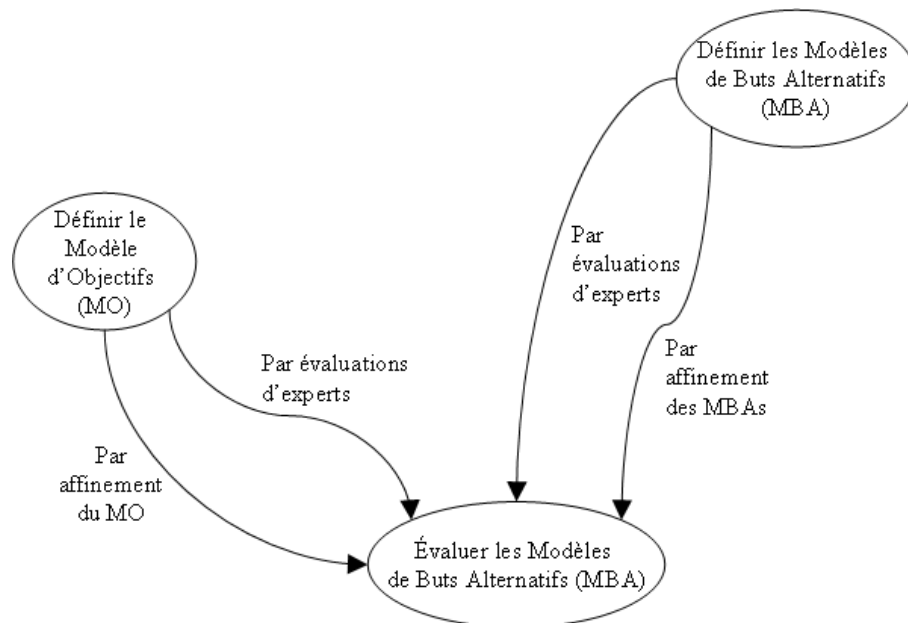 Définir les Modèles
de Buts Alternatifs
(MBA)
Définir le
Modèle
d'Objectifs
(MO)
Par
évaluations
d'experts
Par évaluations
d'experts
Par
affinement
des MBAs
Par
affinement
du MO
Évaluer les Modèles
de Buts Alternatifs (MBA)